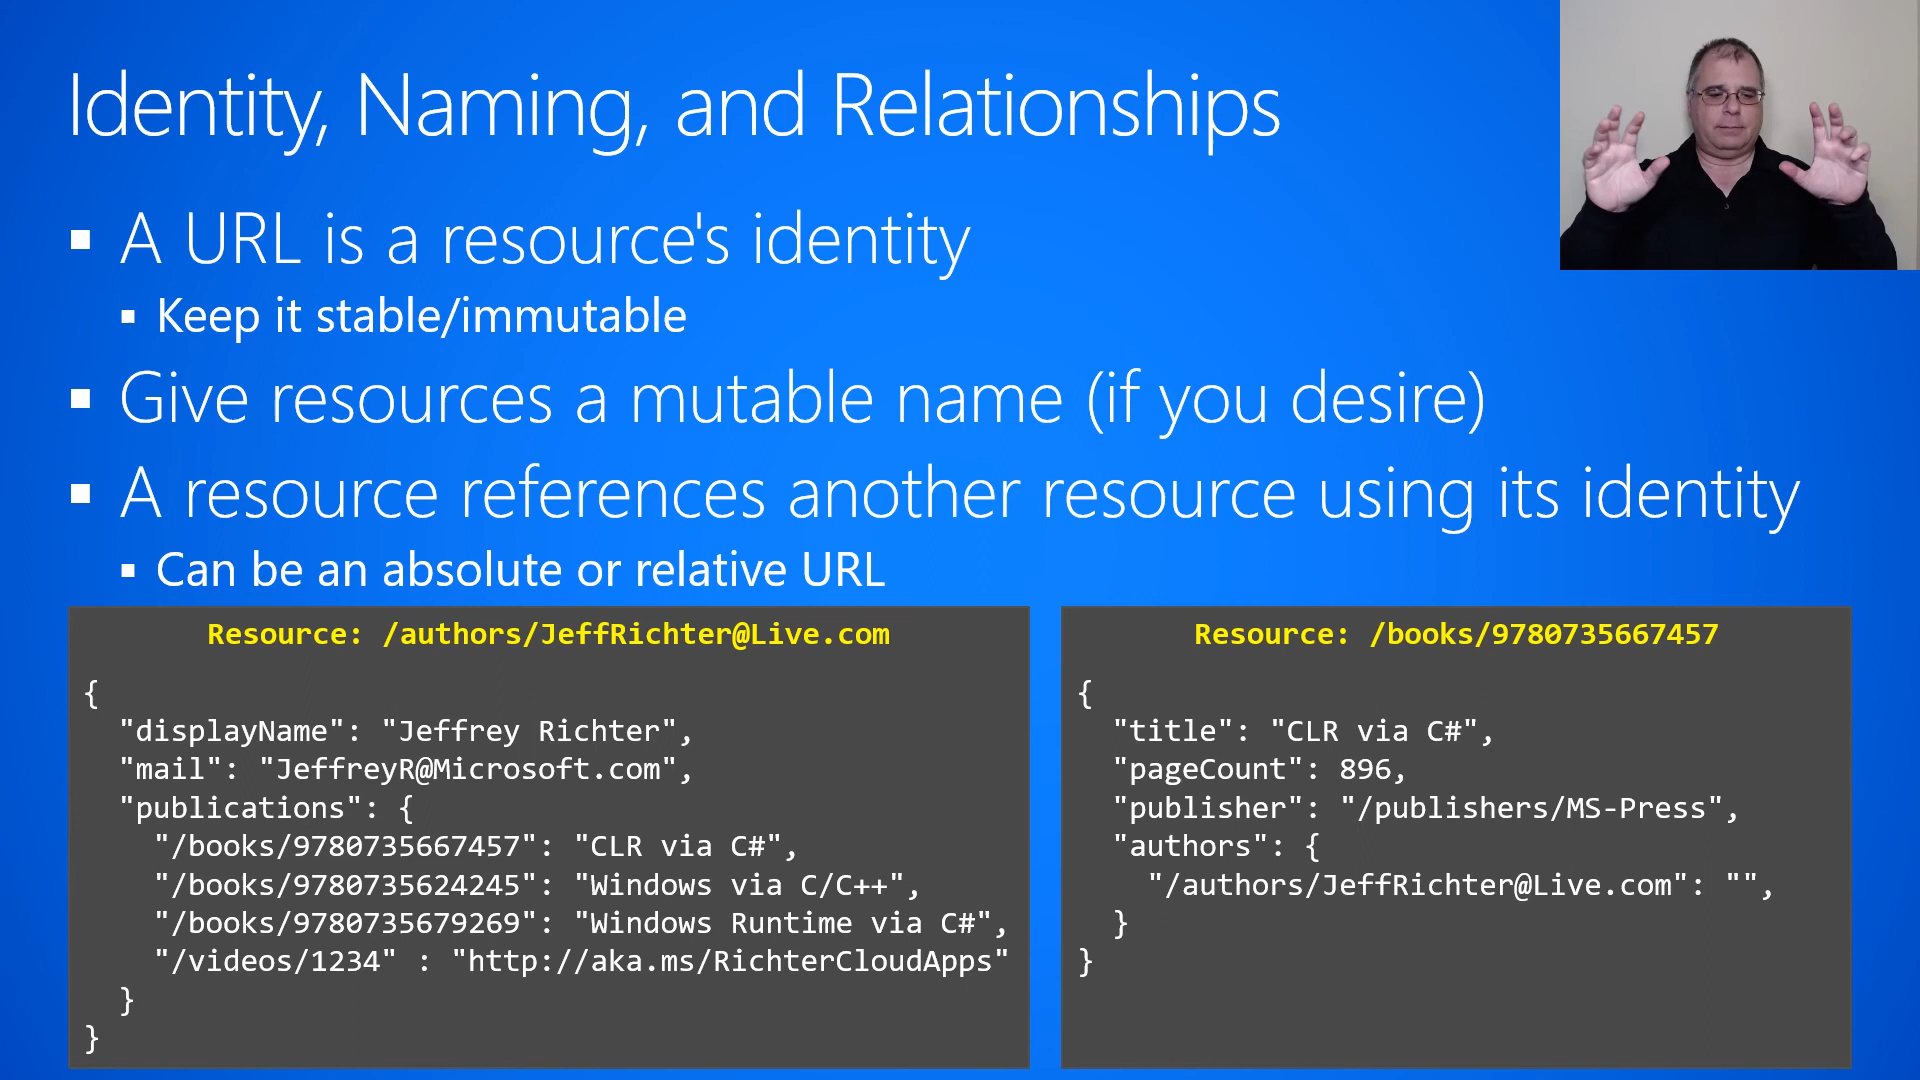 Identity, Naming, and Relationships
A URL is a resource's identity
Keep it stable/immutable
Give resources a mutable name (if you desire)
A resource references another resource using its identity
Can be an absolute or relative URL
Resource: /authors/JeffRichter@Live.com
{
"displayName": "Jeffrey Richter",
"mail": "JeffreyR@Microsoft.com",
"publications": {
"/books/9780735667457": "CLR via C#",
"/books/9780735624245": "Windows via C/C++",
"/books/9780735679269": "Windows Runtime via C#",
"/videos/1234" : "http://aka.ms/RichterCloudApps"
}
}
Resource: /books/9780735667457
{
"title": "CLR via C#",
"pageCount": 896,
"publisher": "/publishers/MS-Press",
"authors": {
"/authors/JeffRichter@Live.com": "",
}
}